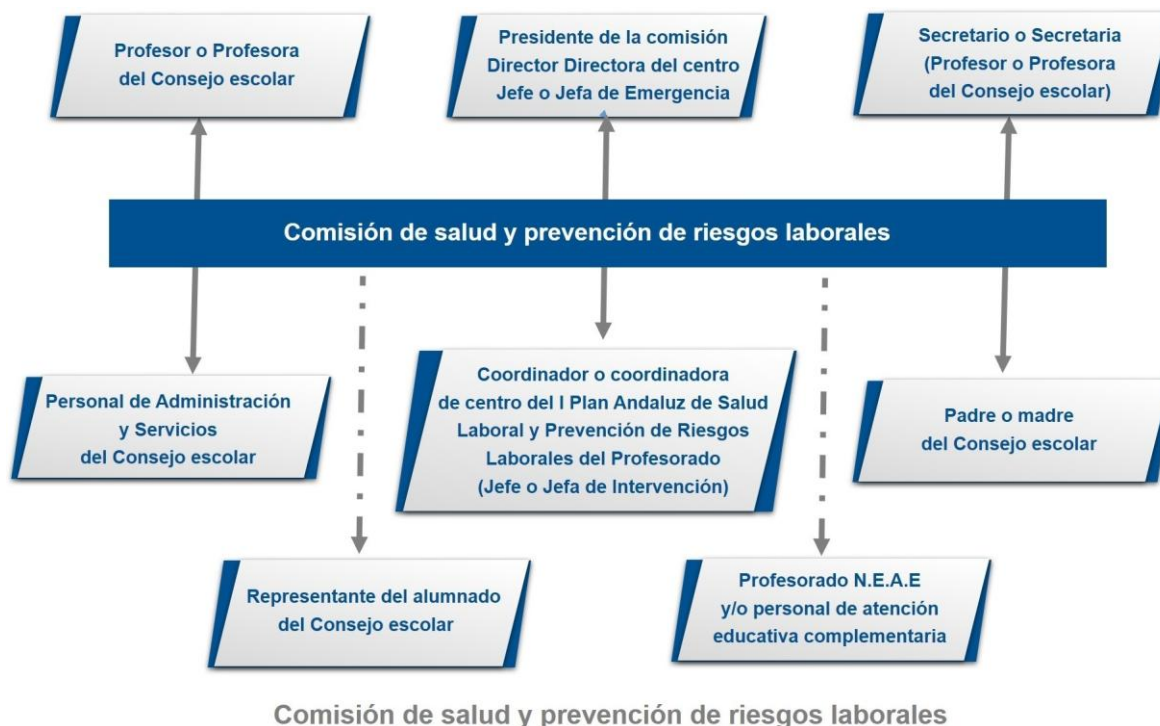 Profesor o Profesora
del Consejo escolar
Presidente de la comisión
Director Directora del centro
Jefe o Jefa de Emergencia
Secretario o Secretaria
(Profesor o Profesora
del Consejo escolar)
Comisión de salud y prevención de riesgos laborales
Personal de Administración
y Servicios
del Consejo escolar
Coordinador o coordinadora
de centro del I Plan Andaluz de Salud
Laboral y Prevención de Riesgos
Laborales del Profesorado
(Jefe o Jefa de Intervención)
Padre o madre
del Consejo escolar
Representante del alumnado
del Consejo escolar
Profesorado N.E.A.E
y/o personal de atención
educativa complementaria
Comisión de salud y prevención de riesgos laborales